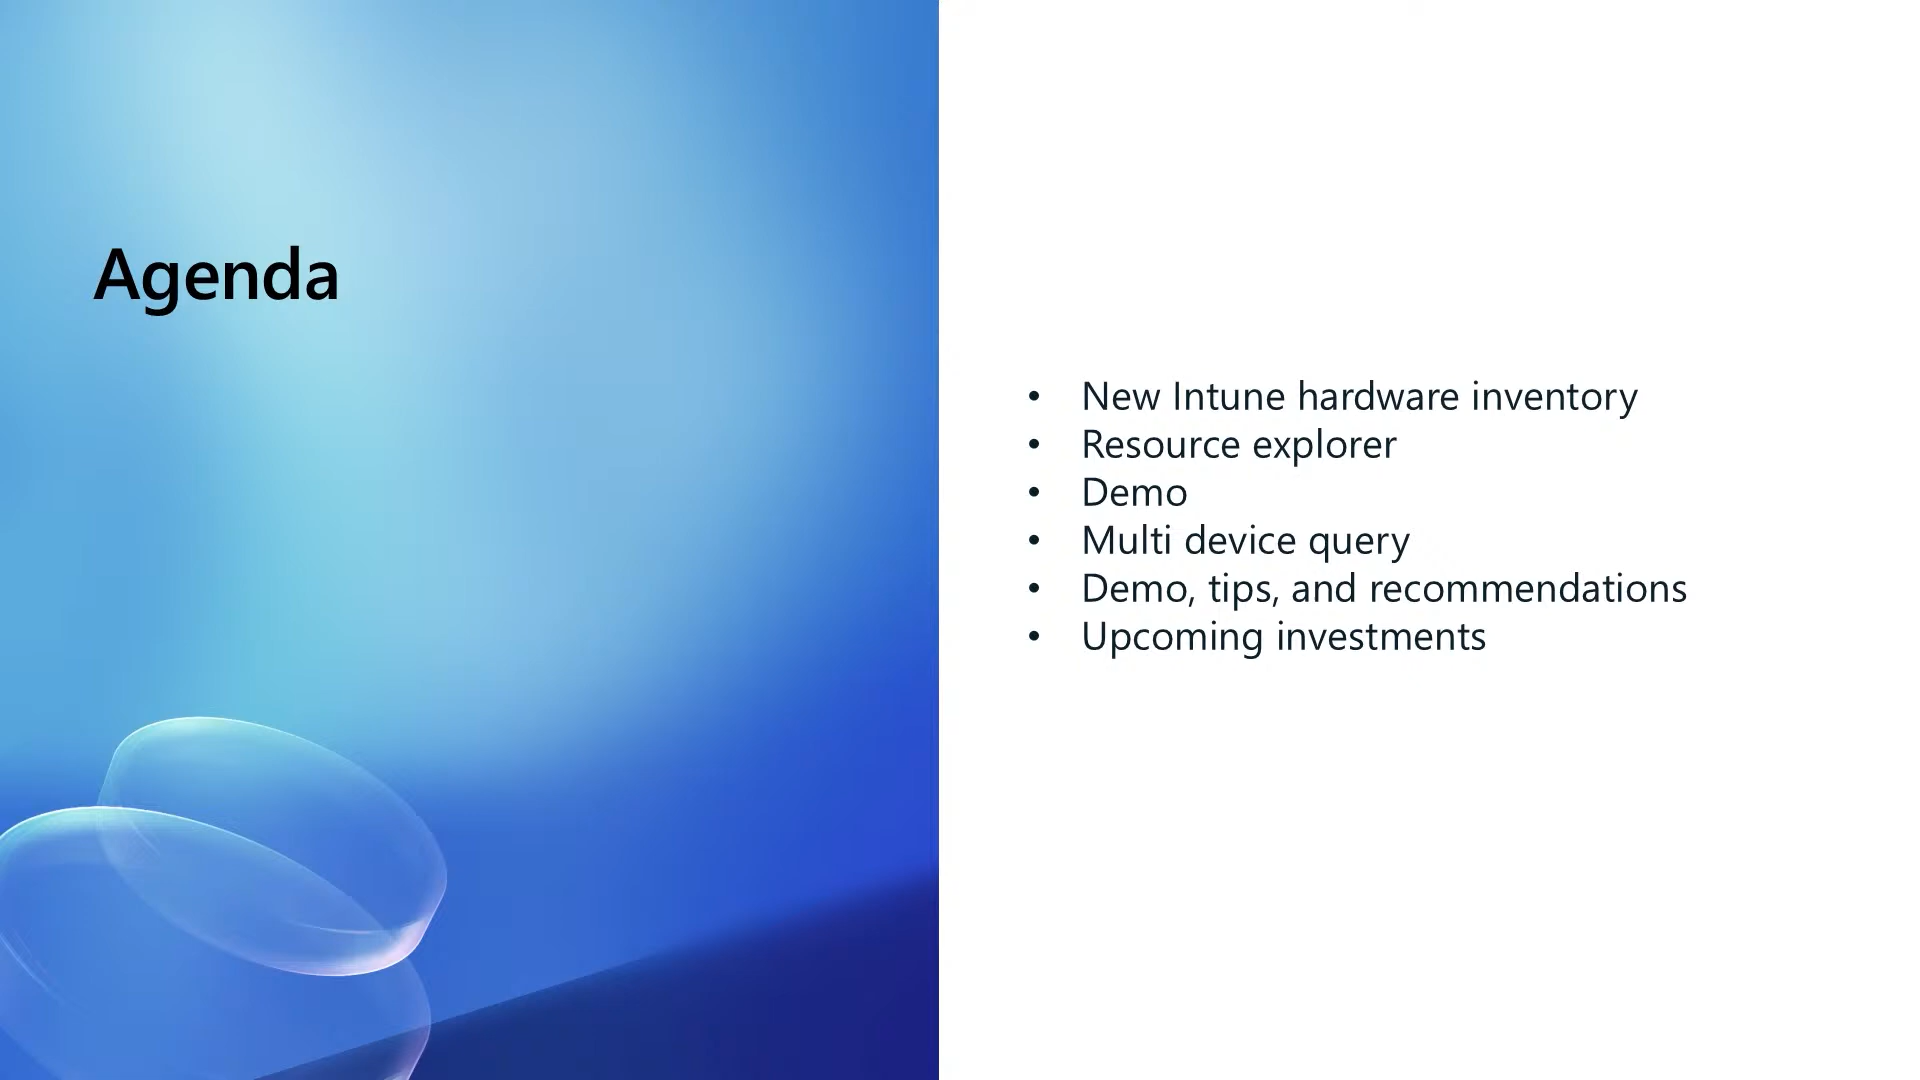 Agenda
• New Intune hardware inventory
• Resource explorer
• Demo
• Multi device query
• Demo, tips, and recommendations
• Upcoming investments